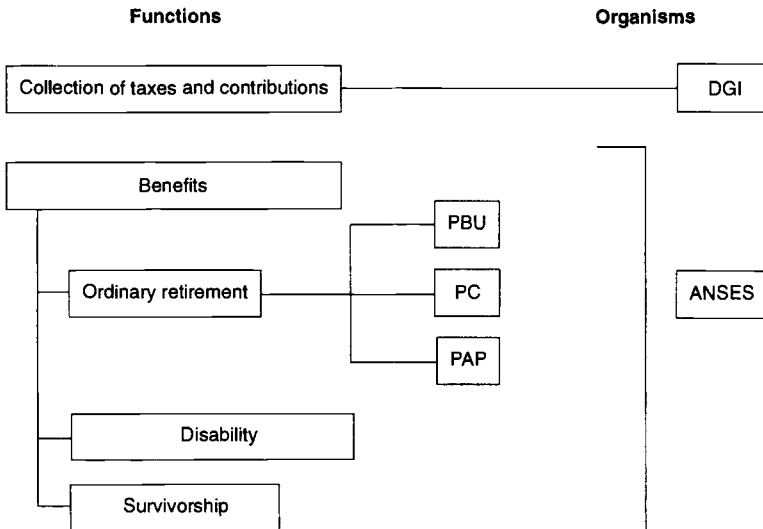 Functions
Organisms
Collection of taxes and contributions
DGI
Benefits
PBU
Ordinary retirement
PC
ANSES
PAP
Disability
Survivorship